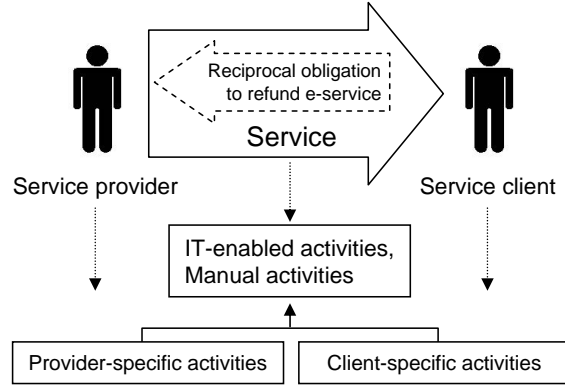 Reciprocal obligation
to refund e-service
Service
Service provider
Service client
IT-enabled activities,
Manual activities
Provider-specific activities
Client-specific activities